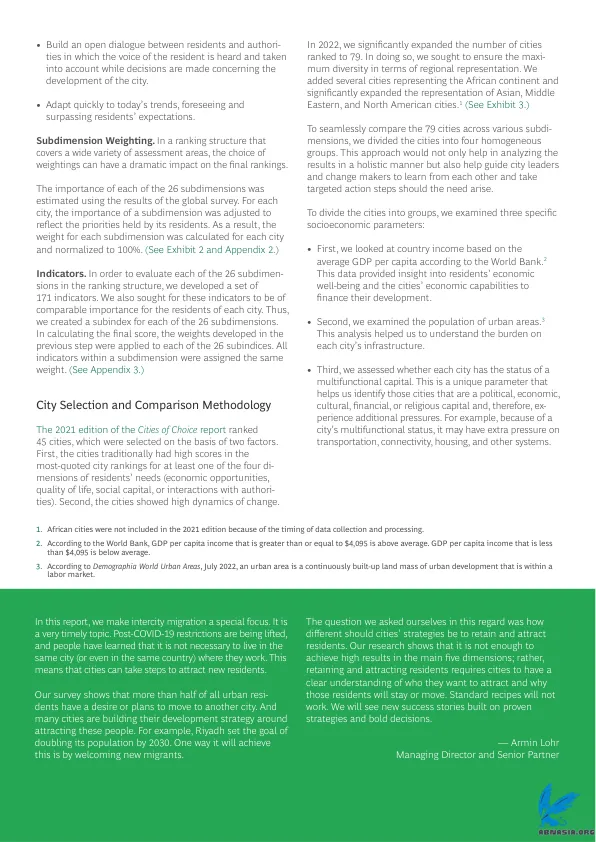 • Build an open dialogue between residents and authori-
ties in which the voice of the resident is heard and taken
into account while decisions are made concerning the
development of the city.
• Adapt quickly to today's trends, foreseeing and
surpassing residents' expectations.
Subdimension Weighting. In a ranking structure that
covers a wide variety of assessment areas, the choice of
weightings can have a dramatic impact on the final rankings.
The importance of each of the 26 subdimensions was
estimated using the results of the global survey. For each
city, the importance of a subdimension was adjusted to
reflect the priorities held by its residents. As a result, the
weight for each subdimension was calculated for each city
and normalized to 100%. (See Exhibit 2 and Appendix 2.)
Indicators. In order to evaluate each of the 26 subdimen-
sions in the ranking structure, we developed a set of
171 indicators. We also sought for these indicators to be of
comparable importance for the residents of each city. Thus,
we created a subindex for each of the 26 subdimensions.
In calculating the final score, the weights developed in the
previous step were applied to each of the 26 subindices. All
indicators within a subdimension were assigned the same
weight. (See Appendix 3.)
City Selection and Comparison Methodology
The 2021 edition of the Cities of Choice report ranked
45 cities, which were selected on the basis of two factors.
First, the cities traditionally had high scores in the
most-quoted city rankings for at least one of the four di-
mensions of residents' needs (economic opportunities,
quality of life, social capital, or interactions with authori-
ties). Second, the cities showed high dynamics of change.
In 2022, we significantly expanded the number of cities
ranked to 79. In doing so, we sought to ensure the maxi-
mum diversity in terms of regional representation. We
added several cities representing the African continent and
significantly expanded the representation of Asian, Middle
Eastern, and North American cities.1 (See Exhibit 3.)
To seamlessly compare the 79 cities across various subdi-
mensions, we divided the cities into four homogeneous
groups. This approach would not only help in analyzing the
results in a holistic manner but also help guide city leaders
and change makers to learn from each other and take
targeted action steps should the need arise.
To divide the cities into groups, we examined three specific
socioeconomic parameters:
• First, we looked at country income based on the
average GDP per capita according to the World Bank.2
This data provided insight into residents' economic
well-being and the cities' economic capabilities to
finance their development.
• Second, we examined the population of urban areas.3
This analysis helped us to understand the burden on
each city's infrastructure.
• Third, we assessed whether each city has the status of a
multifunctional capital. This is a unique parameter that
helps us identify those cities that are a political, economic,
cultural, financial, or religious capital and, therefore, ex-
perience additional pressures. For example, because of a
city's multifunctional status, it may have extra pressure on
transportation, connectivity, housing, and other systems.
1. African cities were not included in the 2021 edition because of the timing of data collection and processing.
2. According to the World Bank, GDP per capita income that is greater than or equal to $4,095 is above average. GDP per capita income that is less
than $4,095 is below average.
3. According to Demographia World Urban Areas, July 2022, an urban area is a continuously built-up land mass of urban development that is within a
labor market.
In this report, we make intercity migration a special focus. It is
a very timely topic. Post-COVID-19 restrictions are being lifted,
and people have learned that it is not necessary to live in the
same city (or even in the same country) where they work. This
means that cities can take steps to attract new residents.
Our survey shows that more than half of all urban resi-
dents have a desire or plans to move to another city. And
many cities are building their development strategy around
attracting these people. For example, Riyadh set the goal of
doubling its population by 2030. One way it will achieve
this is by welcoming new migrants.
The question we asked ourselves in this regard was how
different should cities' strategies be to retain and attract
residents. Our research shows that it is not enough to
achieve high results in the main five dimensions; rather,
retaining and attracting residents requires cities to have a
clear understanding of who they want to attract and why
those residents will stay or move. Standard recipes will not
work. We will see new success stories built on proven
strategies and bold decisions.
— Armin Lohr
Managing Director and Senior Partner
ABNASIA.ORG